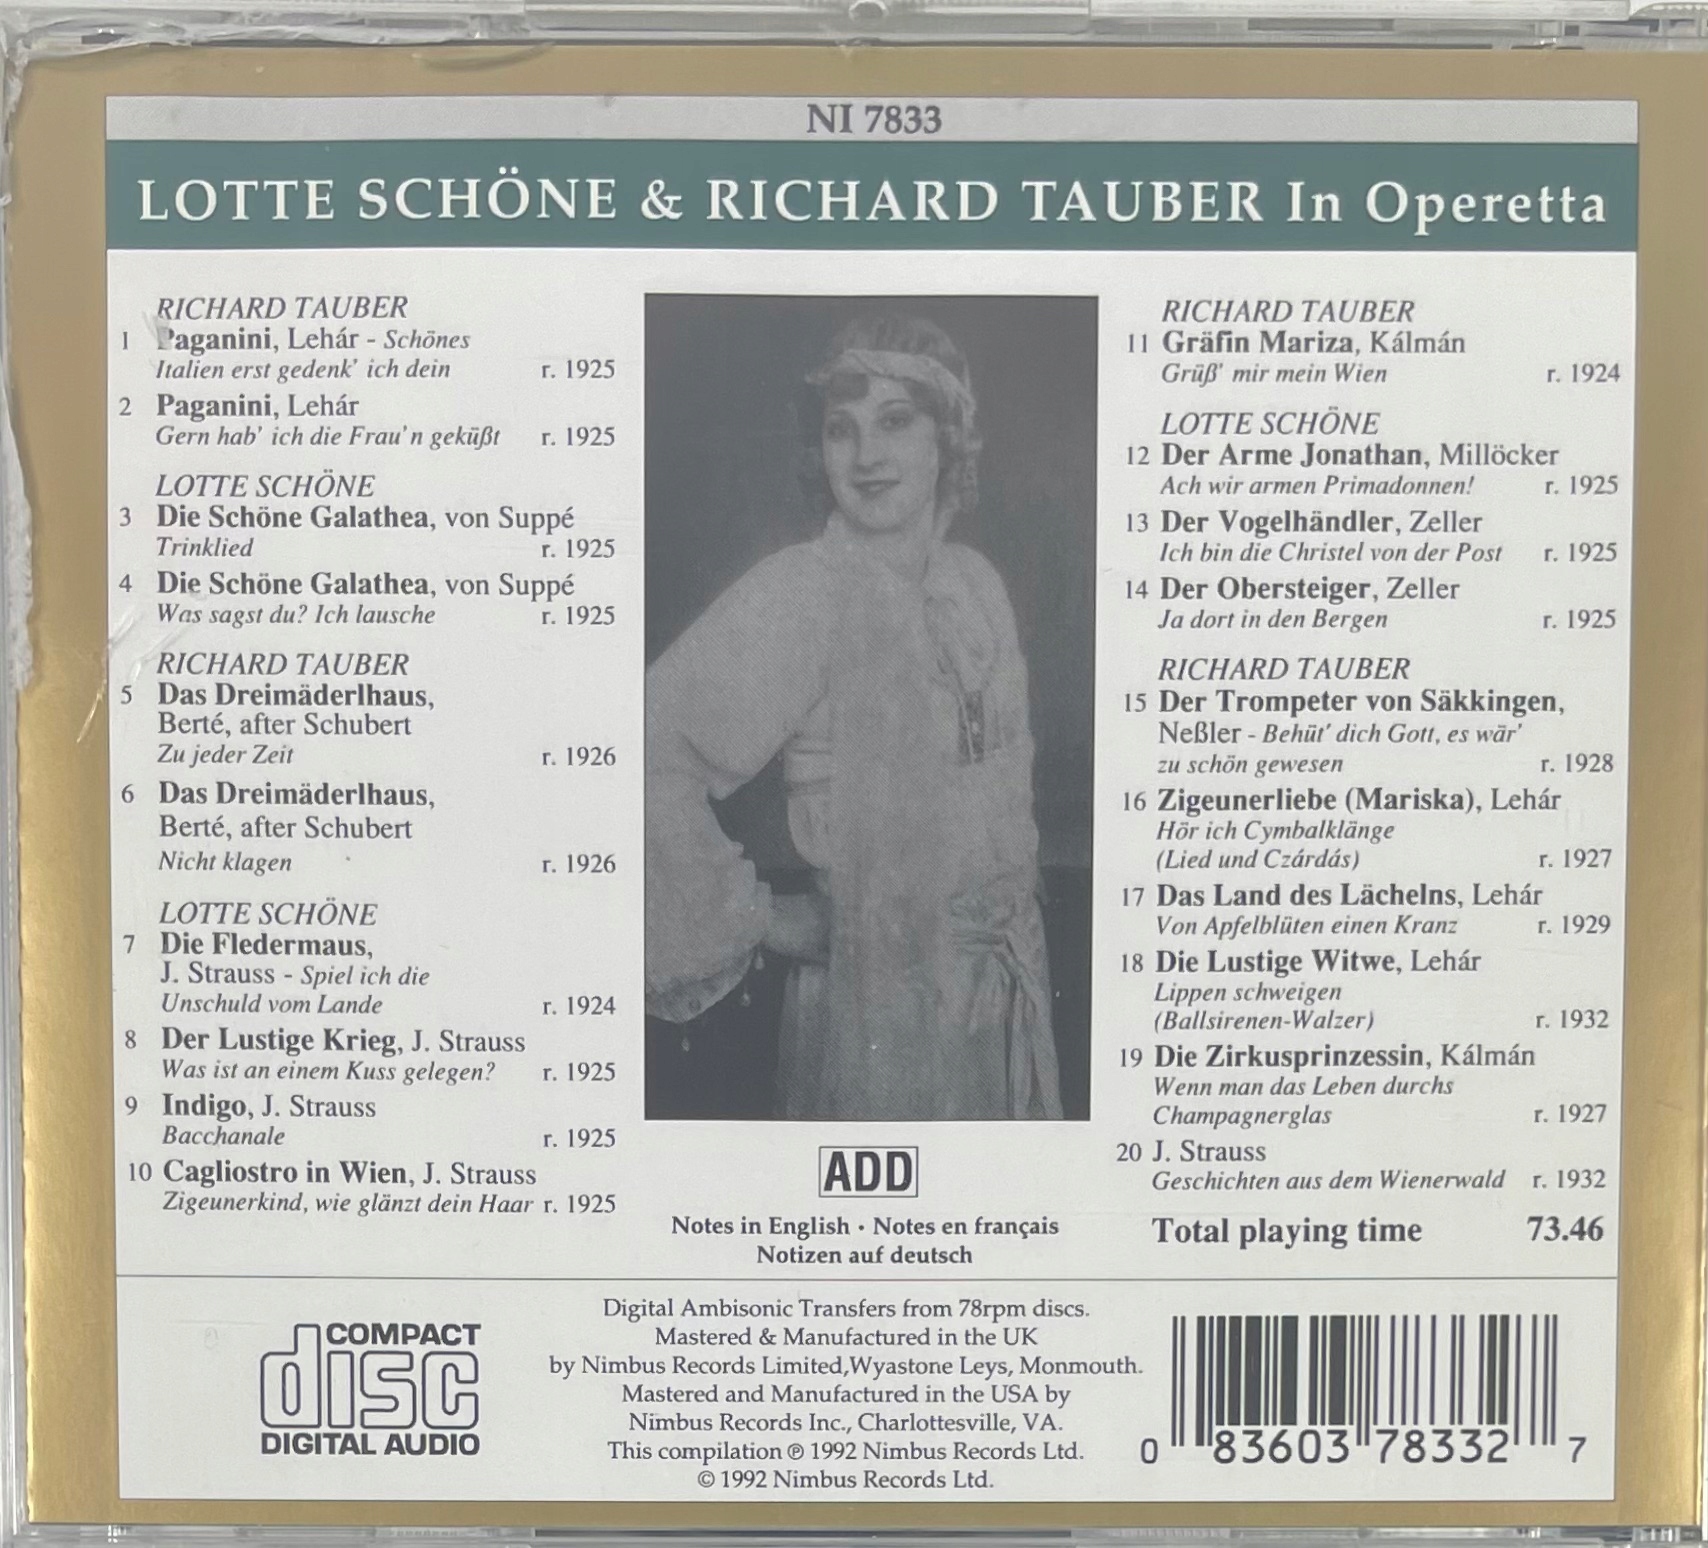 NI 7833
LOTTE SCHÖNE & RICHARD TAUBER In Operetta
RICHARD TAUBER
1 Paganini, Lehár - Schönes
Italien erst gedenk' ich dein r. 1925
2 Paganini, Lehár
Gern hab' ich die Frau'n geküßt r. 1925
LOTTE SCHÖNE
3 Die Schöne Galathea, von Suppé
Trinklied r. 1925
4 Die Schöne Galathea, von Suppé
Was sagst du? Ich lausche r. 1925
RICHARD TAUBER
5 Das Dreimäderlhaus,
Berté, after Schubert
Zu jeder Zeit r. 1926
6 Das Dreimäderlhaus,
Berté, after Schubert
Nicht klagen r. 1926
LOTTE SCHÖNE
7 Die Fledermaus,
J. Strauss - Spiel ich die
Unschuld vom Lande r. 1924
8 Der Lustige Krieg, J. Strauss
Was ist an einem Kuss gelegen? r. 1925
9 Indigo, J. Strauss
Bacchanale r. 1925
10 Cagliostro in Wien, J. Strauss
Zigeunerkind, wie glänzt dein Haar r. 1925
RICHARD TAUBER
11 Gräfin Mariza, Kálmán
Grüß' mir mein Wien r. 1924
LOTTE SCHÖNE
12 Der Arme Jonathan, Millöcker
Ach wir armen Primadonnen! r. 1925
13 Der Vogelhändler, Zeller
Ich bin die Christel von der Post r. 1925
14 Der Obersteiger, Zeller
Ja dort in den Bergen r. 1925
RICHARD TAUBER
15 Der Trompeter von Säkkingen,
Neßler - Behüt' dich Gott, es wär'
zu schön gewesen r. 1928
16 Zigeunerliebe (Mariska), Lehár
Hör ich Cymbalklänge
(Lied und Czárdás) r. 1927
17 Das Land des Lächelns, Lehár
Von Apfelblüten einen Kranz r. 1929
18 Die Lustige Witwe, Lehár
Lippen schweigen
(Ballsirenen-Walzer) r. 1932
19 Die Zirkusprinzessin, Kálmán
Wenn man das Leben durchs
Champagnerglas r. 1927
20 J. Strauss
Geschichten aus dem Wienerwald r. 1932
Total playing time 73.46
ADD
Notes in English · Notes en français
Notizen auf deutsch
COMPACT
disc
DIGITAL AUDIO
Digital Ambisonic Transfers from 78rpm discs.
Mastered & Manufactured in the UK
by Nimbus Records Limited,Wyastone Leys, Monmouth.
Mastered and Manufactured in the USA by
Nimbus Records Inc., Charlottesville, VA.
This compilation ℗ 1992 Nimbus Records Ltd.
© 1992 Nimbus Records Ltd.
0 83603 78332 7